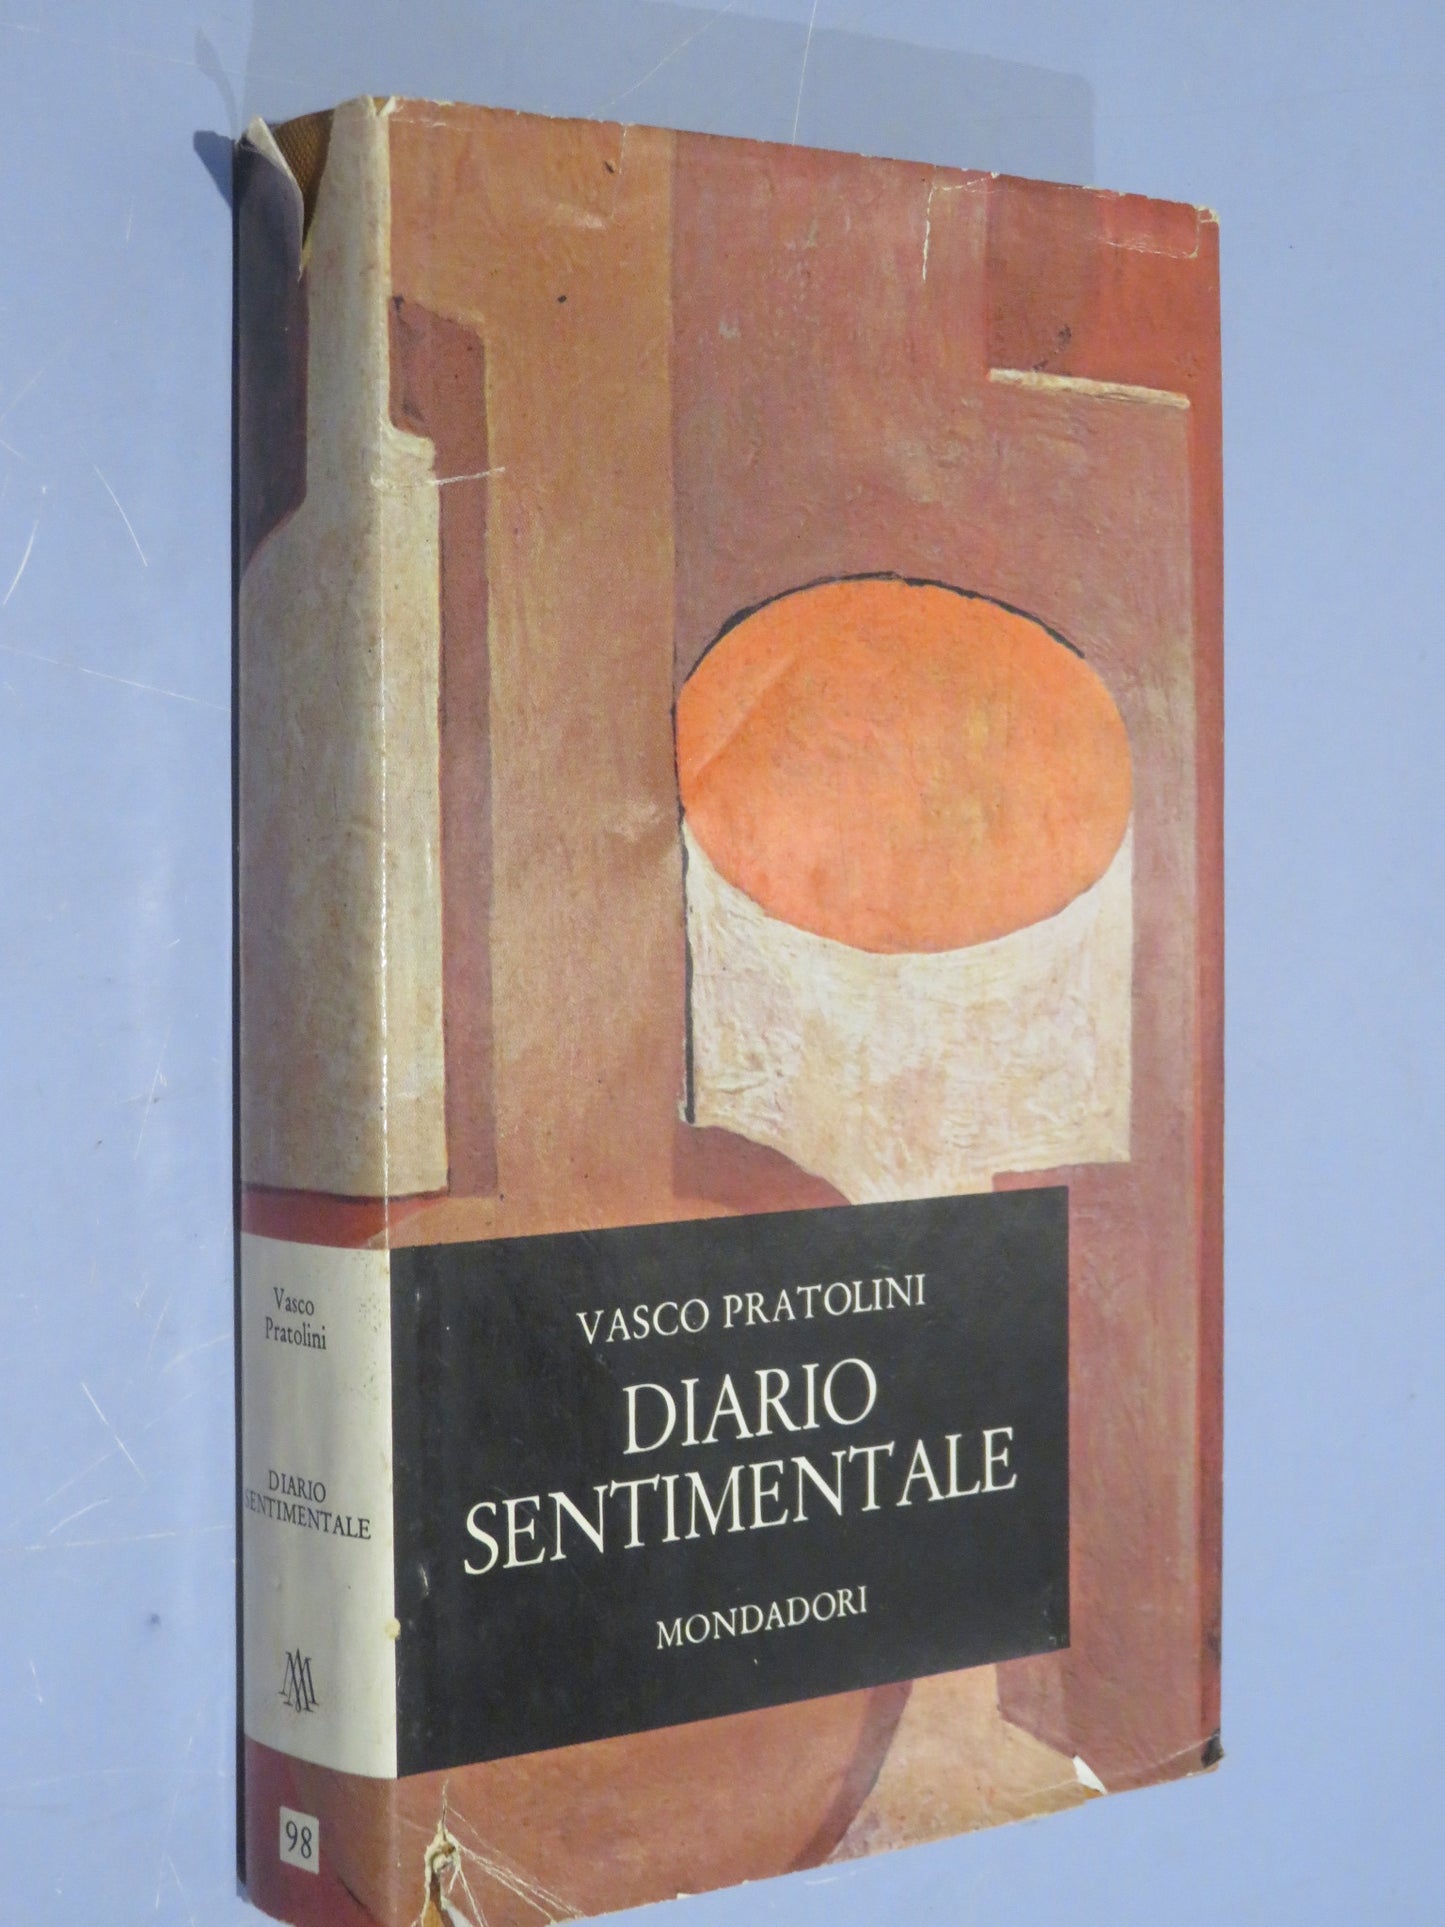 Vasco
Pratolini
DIARIO
SENTIMENTALE
98
VASCO PRATOLINI
DIARIO
SENTIMENTALE
MONDADORI